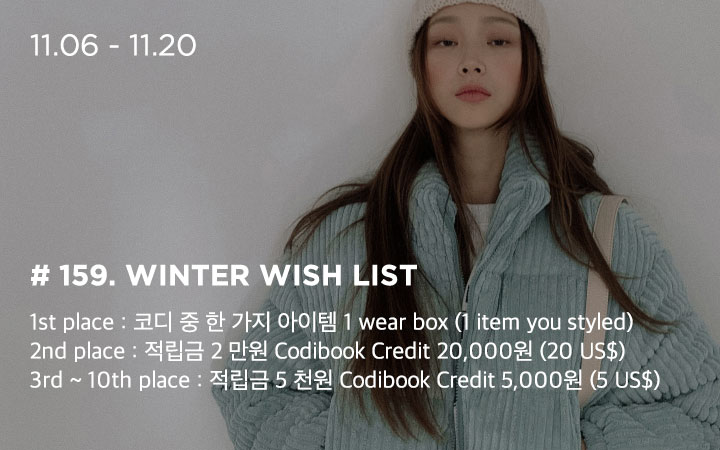 11.06 - 11.20
# 159. WINTER WISH LIST
1st place : 코디 중 한 가지 아이템 1 wear box (1 item you styled)
2nd place : 적립금 2 만원 Codibook Credit 20,000원 (20 US$)
3rd ~ 10th place : 적립금 5 천원 Codibook Credit 5,000원 (5 US$)